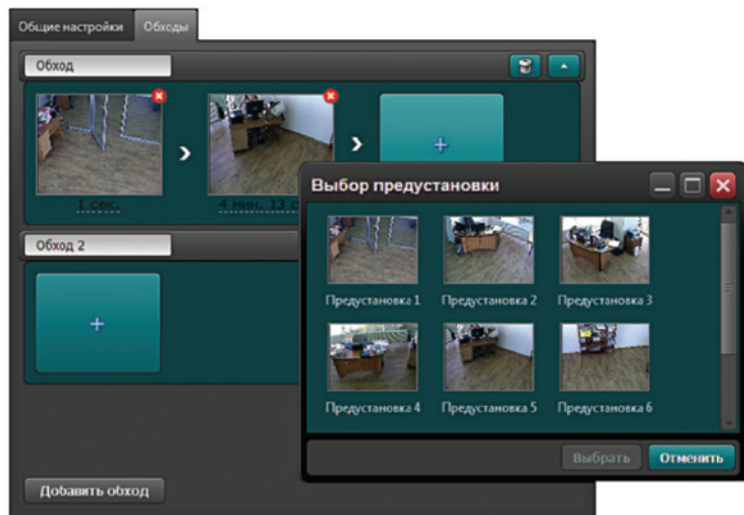 Общие настройки
Обходы
Обход
1 сек.
4 мин. 13 с
Обход 2
Добавить обход
Выбор предустановки
Предустановка 1
Предустановка 2
Предустановка 3
Предустановка 4
Предустановка 5
Предустановка 6
Выбрать
Отменить